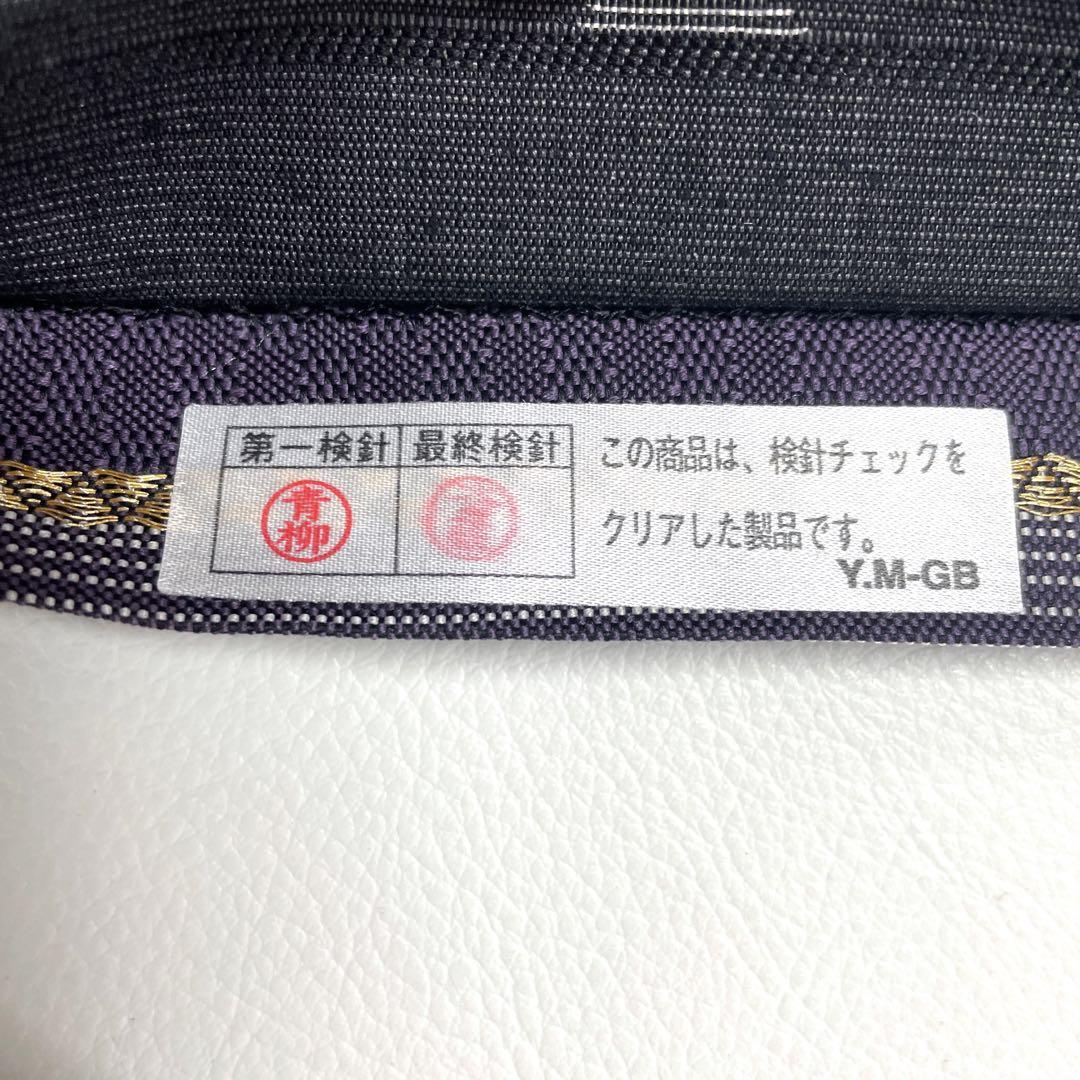 第一検針 最終検針
青柳
この商品は、検針チェックを
クリアした製品です。
Y.M-GB